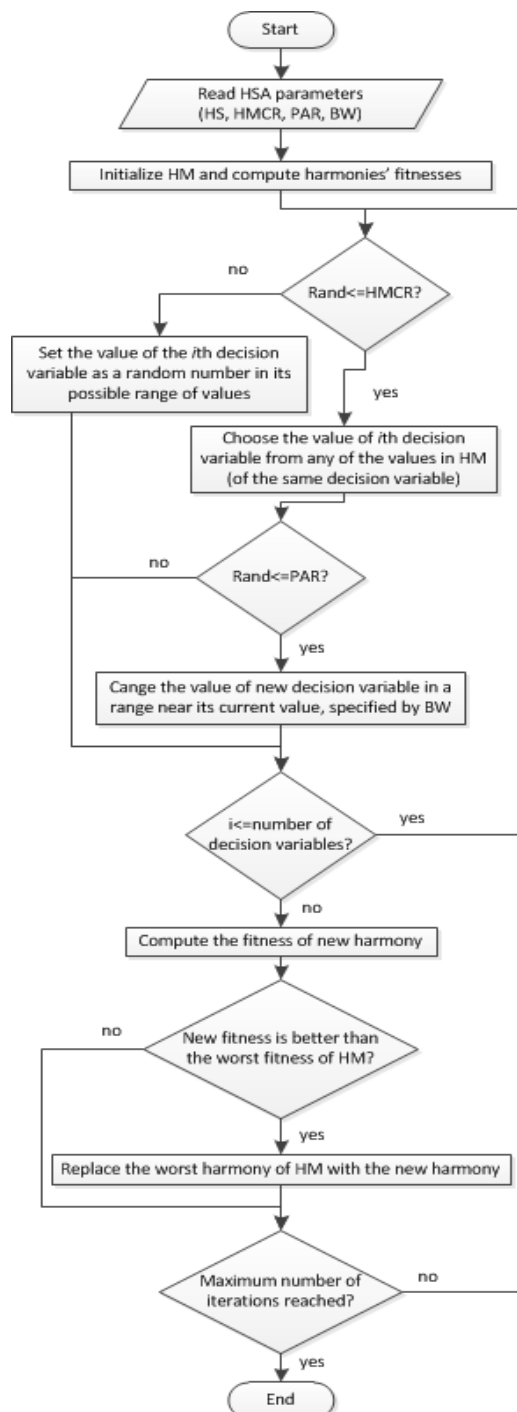 Start
Read HSA parameters
(HS, HMCR, PAR, BW)
Initialize HM and compute harmonies' fitnesses
no
Rand<=HMCR?
Set the value of the ith decision
variable as a random number in its
possible range of values
yes
Choose the value of ith decision
variable from any of the values in HM
(of the same decision variable)
no
Rand<=PAR?
yes
Cange the value of new decision variable in a
range near its current value, specified by BW
i<=number of
decision variables?
yes
no
Compute the fitness of new harmony
no
New fitness is better than
the worst fitness of HM?
yes
Replace the worst harmony of HM with the new harmony
Maximum number of
iterations reached?
no
yes
End